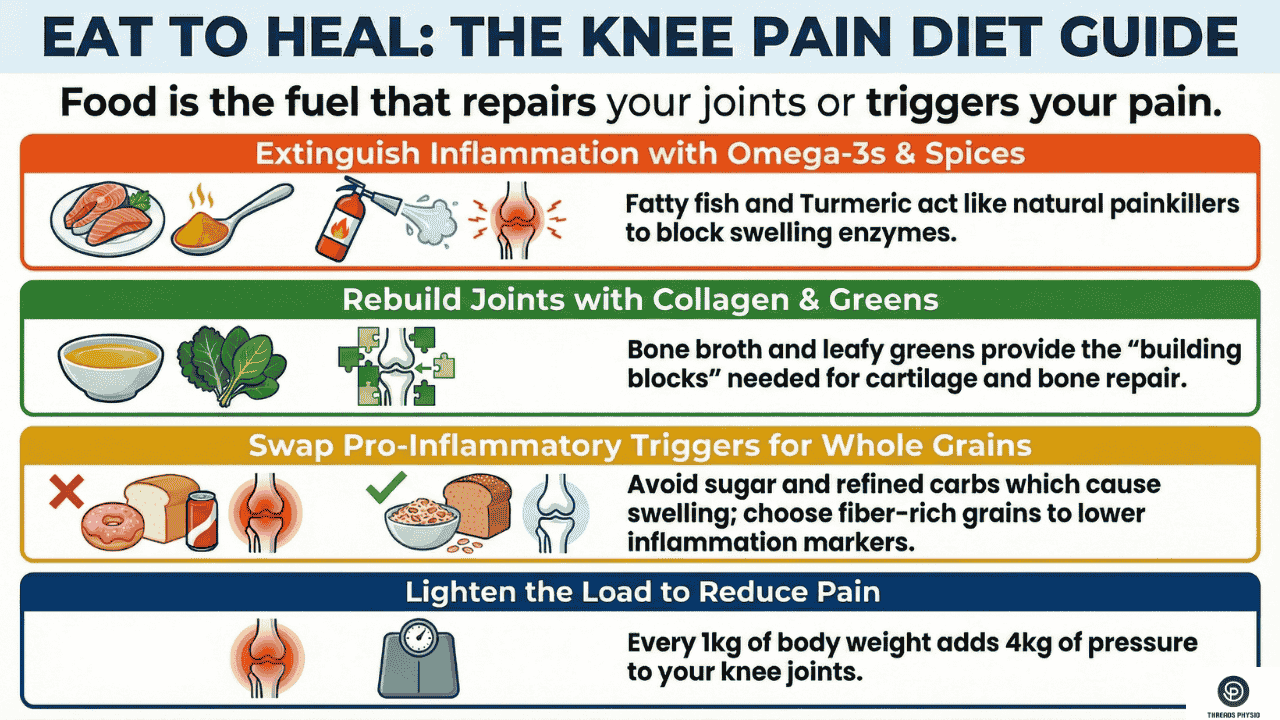 EAT TO HEAL: THE KNEE PAIN DIET GUIDE
Food is the fuel that repairs your joints or triggers your pain.
Extinguish Inflammation with Omega-3s & Spices
Fatty fish and Turmeric act like natural painkillers
to block swelling enzymes.
Rebuild Joints with Collagen & Greens
Bone broth and leafy greens provide the “building
blocks” needed for cartilage and bone repair.
Swap Pro-Inflammatory Triggers for Whole Grains
Avoid sugar and refined carbs which cause
swelling; choose fiber-rich grains to lower
inflammation markers.
Lighten the Load to Reduce Pain
Every 1kg of body weight adds 4kg of pressure
to your knee joints.
THREADS PHYSIO